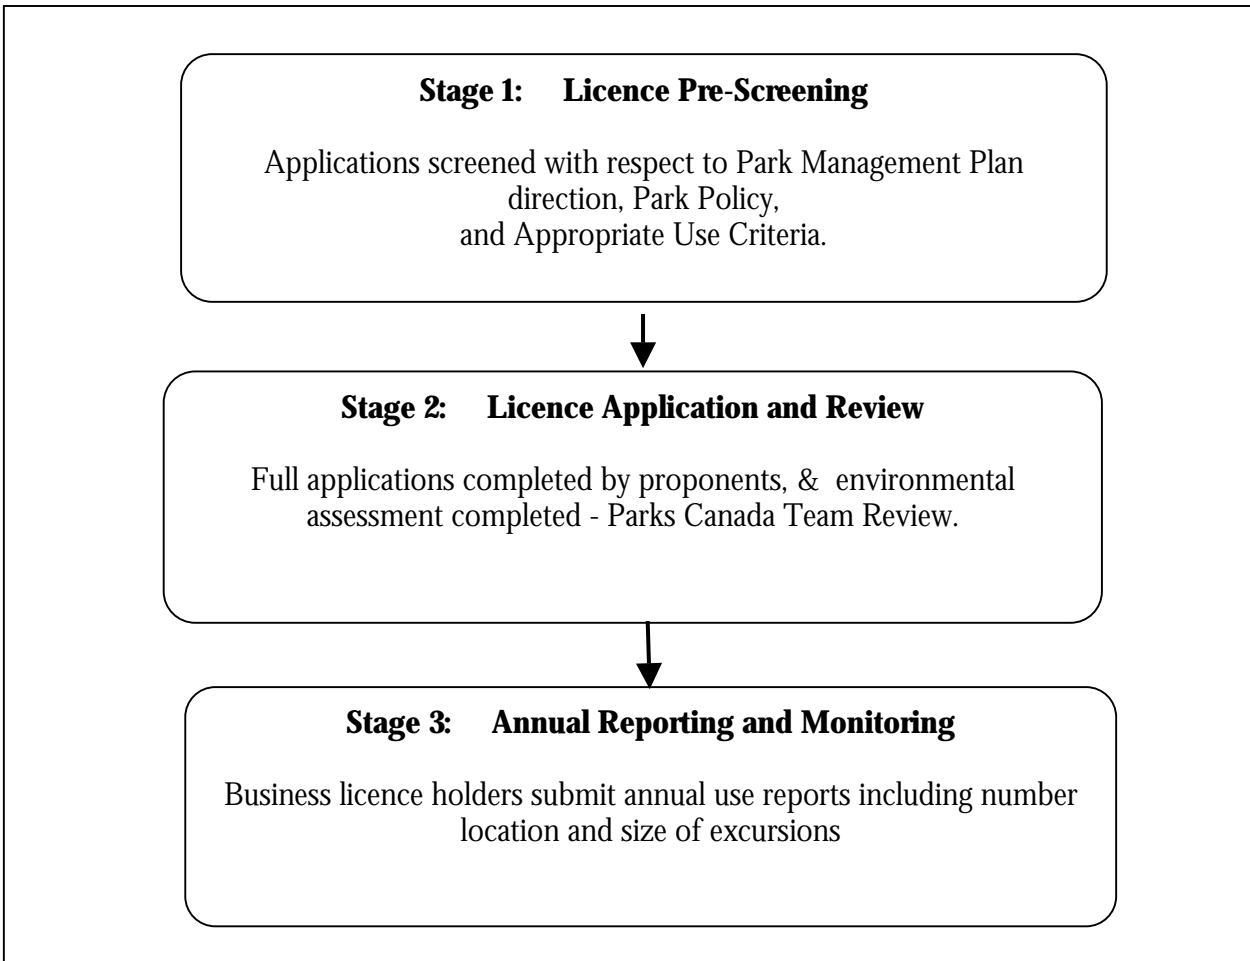 Stage 1: Licence Pre-Screening
Applications screened with respect to Park Management Plan
direction, Park Policy,
and Appropriate Use Criteria.
Stage 2: Licence Application and Review
Full applications completed by proponents, & environmental
assessment completed - Parks Canada Team Review.
Stage 3: Annual Reporting and Monitoring
Business licence holders submit annual use reports including number
location and size of excursions